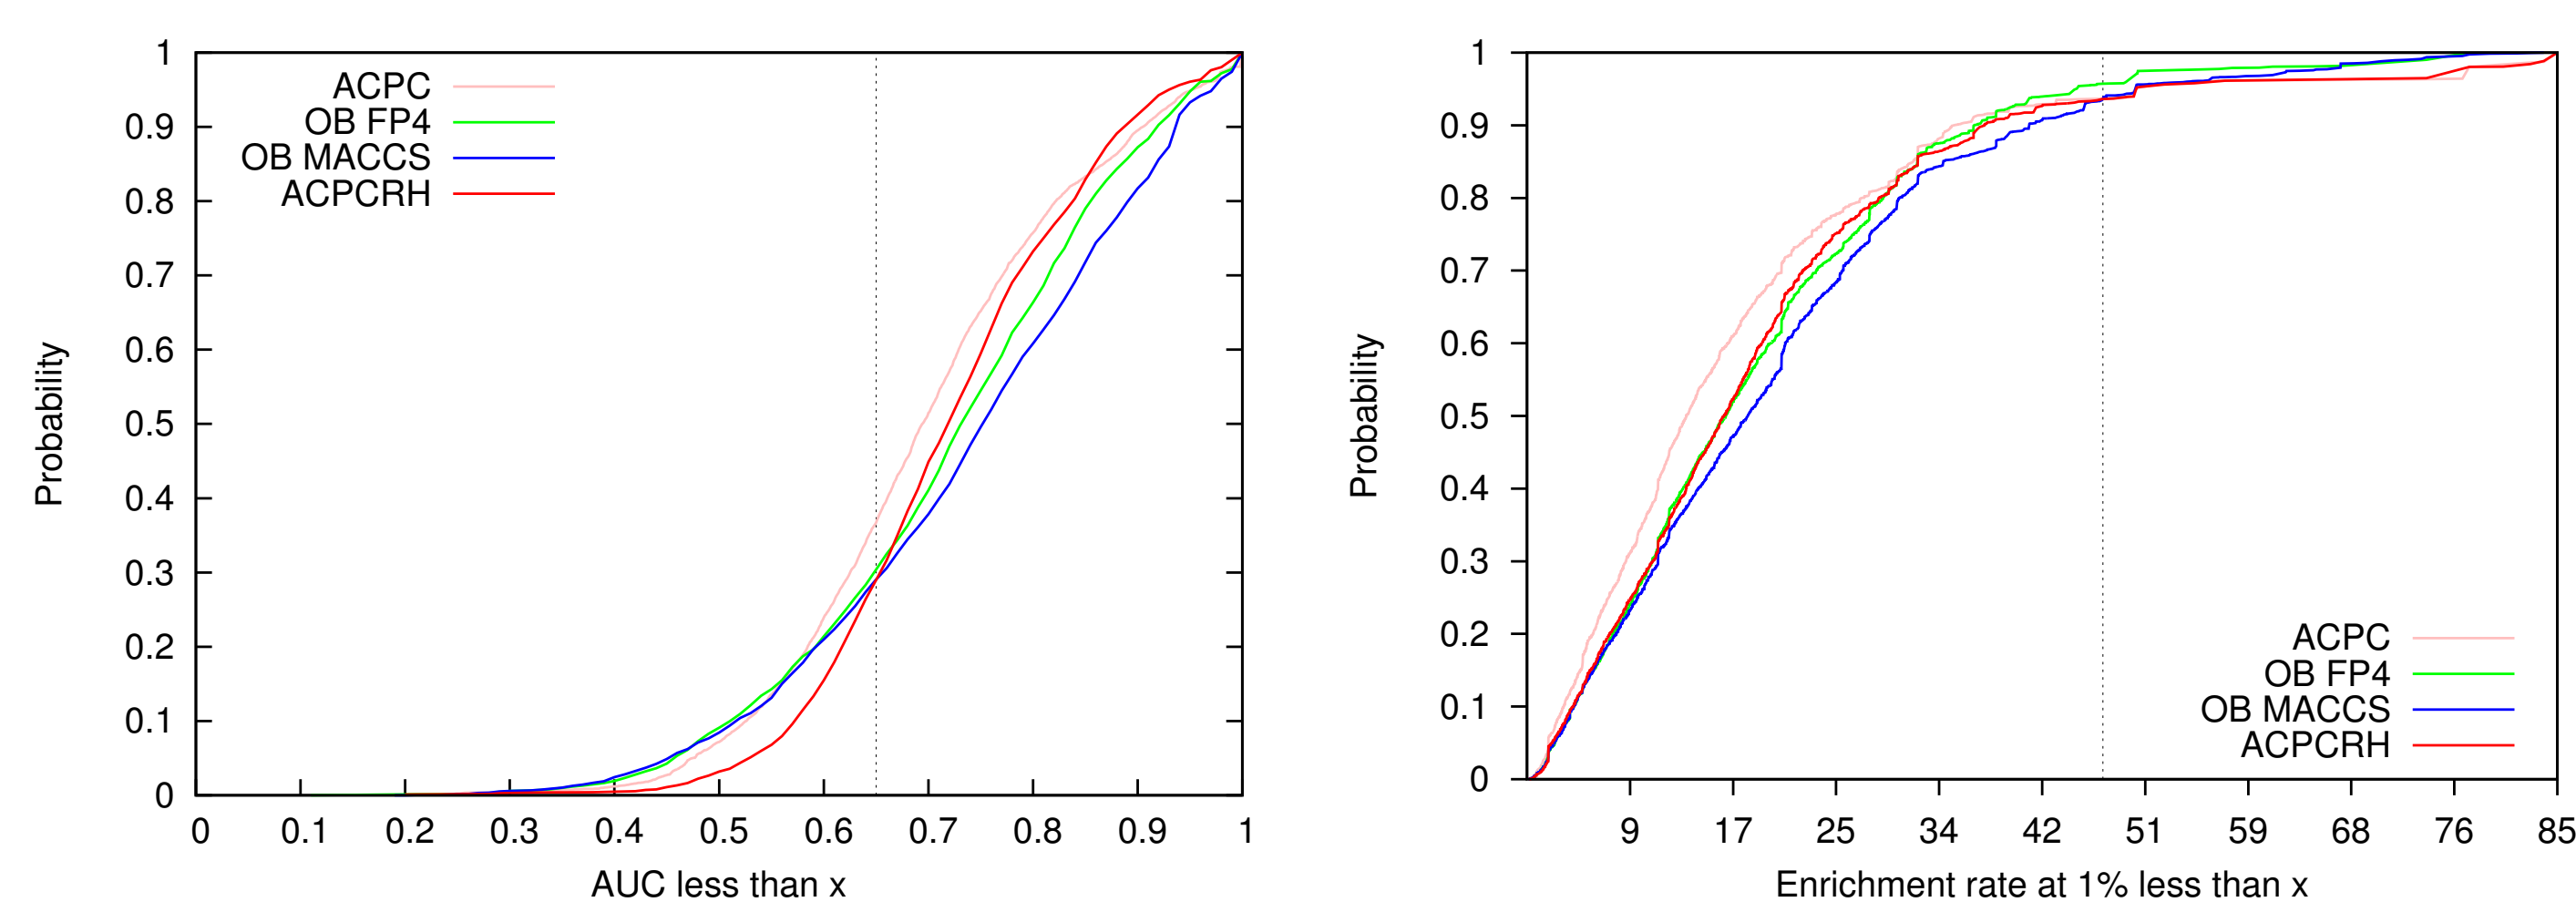 Probability
1
0.9
0.8
0.7
0.6
0.5
0.4
0.3
0.2
0.1
0
ACPC
OB FP4
OB MACCS
ACPCRH
0 0.1 0.2 0.3 0.4 0.5 0.6 0.7 0.8 0.9 1
AUC less than x
Probability
1
0.9
0.8
0.7
0.6
0.5
0.4
0.3
0.2
0.1
0
ACPC
OB FP4
OB MACCS
ACPCRH
9 17 25 34 42 51 59 68 76 85
Enrichment rate at 1% less than x